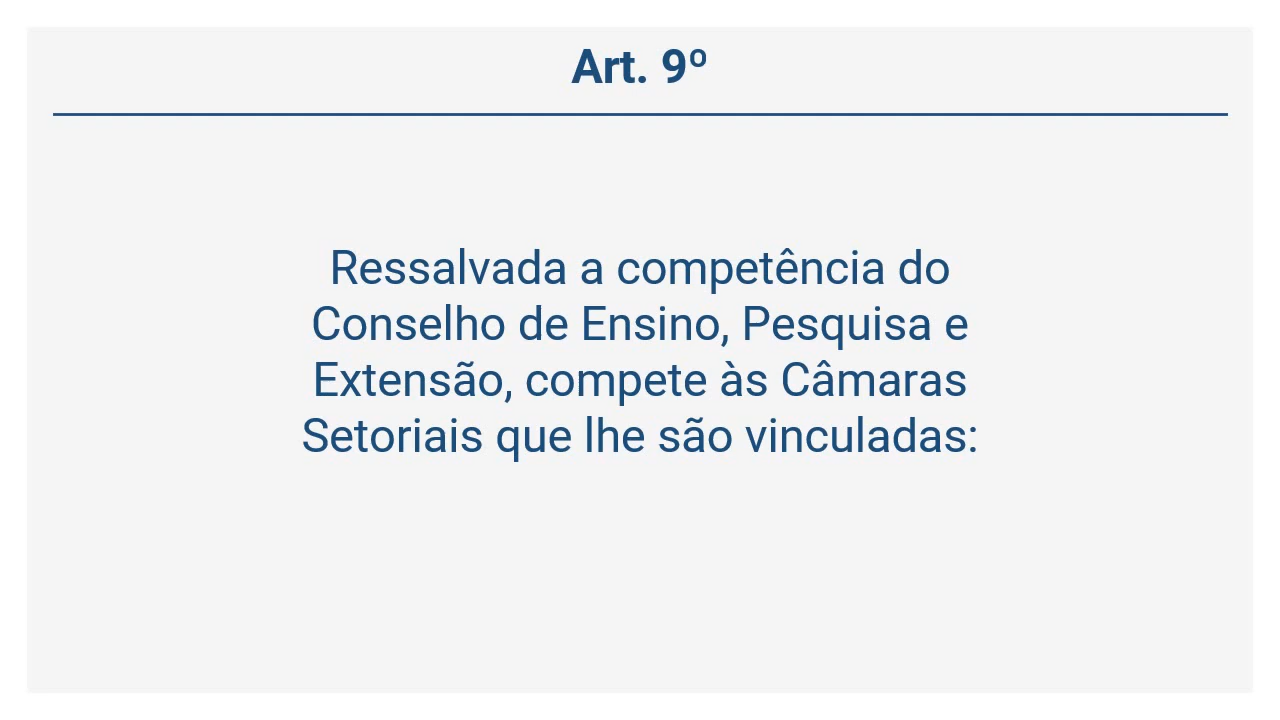 Art. 9º
Ressalvada a competência do
Conselho de Ensino, Pesquisa e
Extensão, compete às Câmaras
Setoriais que lhe são vinculadas: